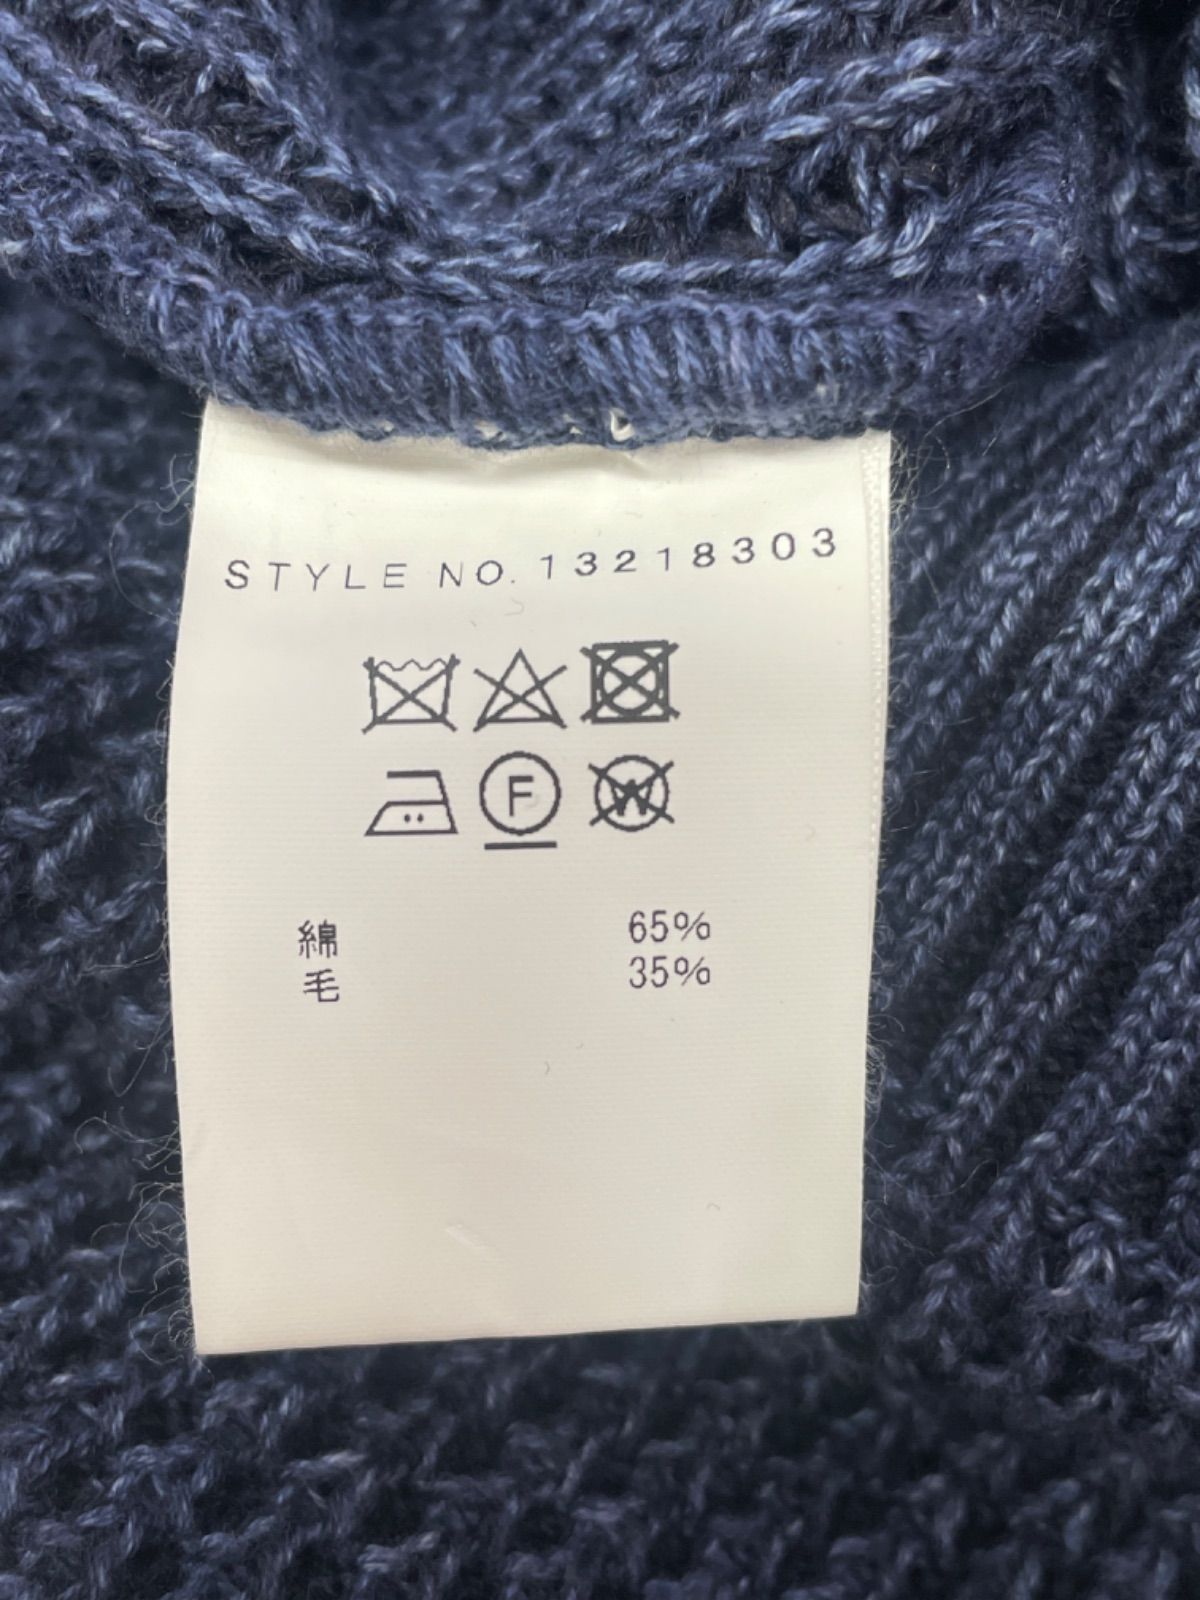 STYLE NO. 13218303
F
W
綿 65%
毛 35%